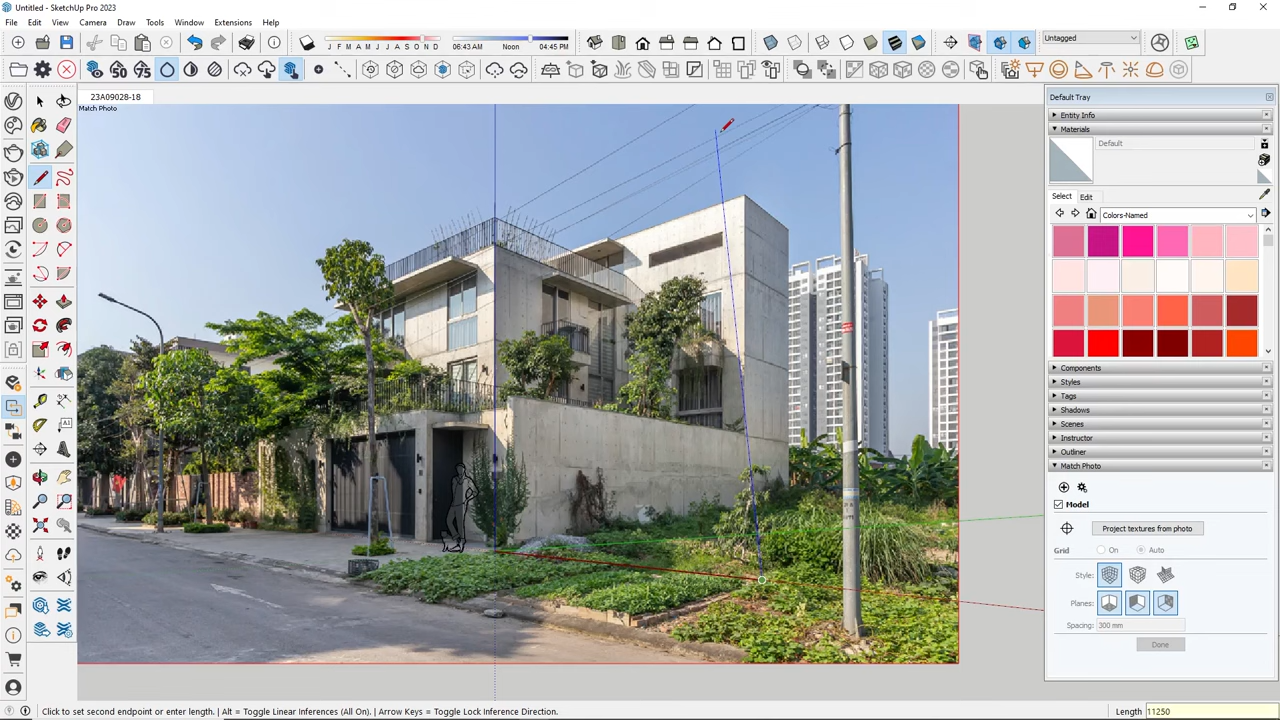 Untitled - SketchUp Pro 2023
File Edit View Camera Draw Tools Window Extensions Help
J F M A M J J A S O N D
06:43 AM Noon 04:45 PM
Untagged
50 75
23A09028-18
Match Photo
Default Tray
Entity Info
Materials
Default
Select Edit
Colors-Named
Components
Styles
Tags
Shadows
Scenes
Instructor
Outliner
Match Photo
Model
Project textures from photo
Grid On Auto
Style:
Planes:
Spacing: 300 mm
Done
Click to set second endpoint or enter length. | Alt = Toggle Linear Inferences (All On). | Arrow Keys = Toggle Lock Inference Direction.
Length 11250